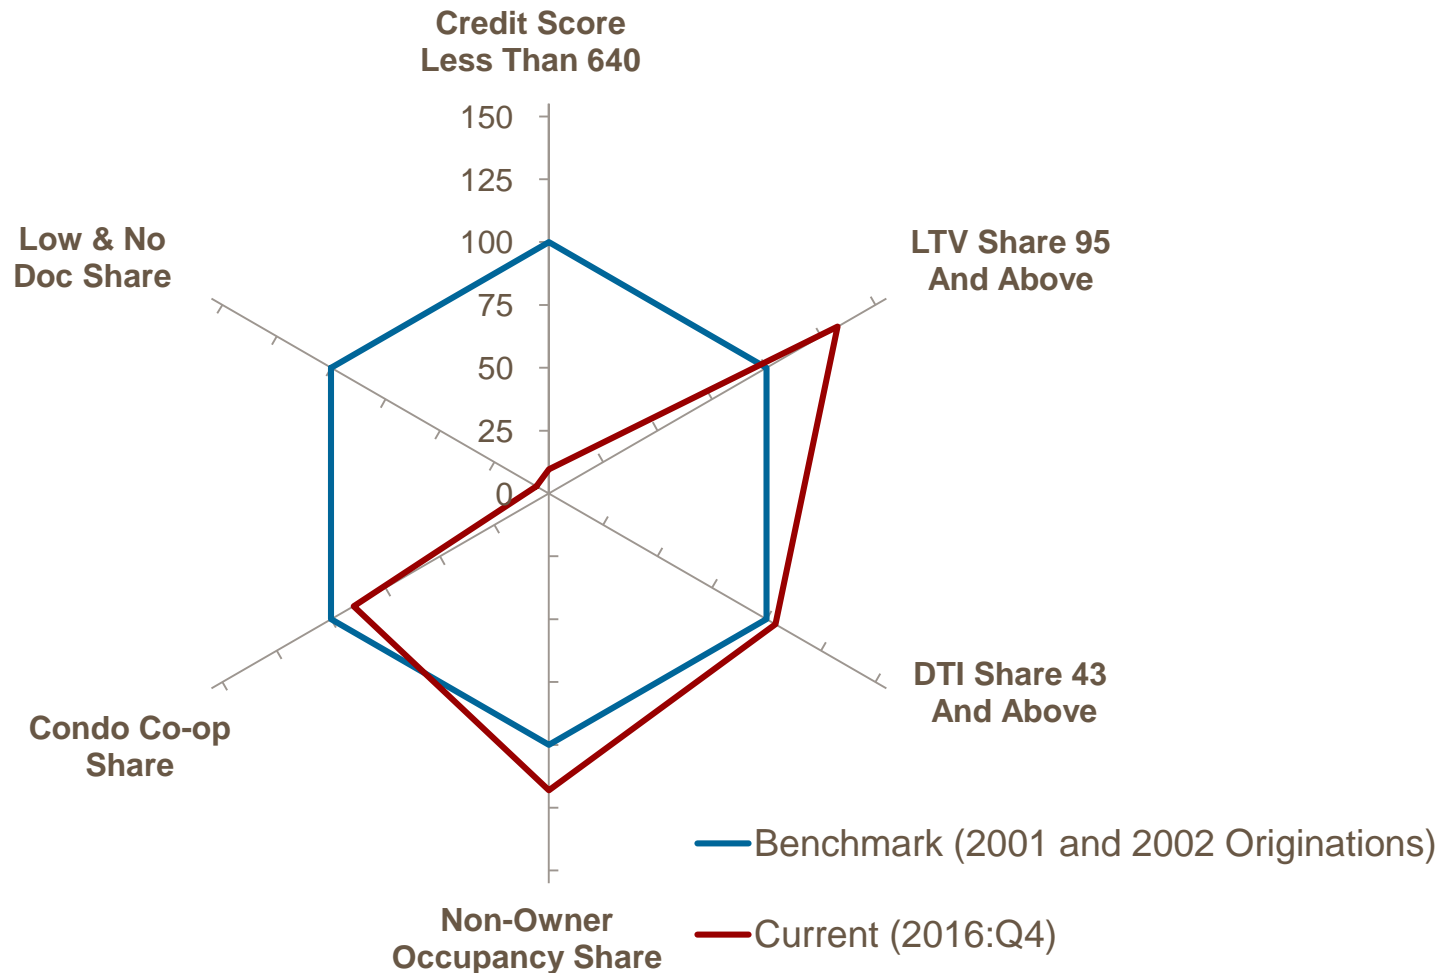 Credit Score
Less Than 640
150
125
100
75
50
25
0
Low & No
Doc Share
LTV Share 95
And Above
DTI Share 43
And Above
Condo Co-op
Share
Non-Owner
Occupancy Share
Benchmark (2001 and 2002 Originations)
Current (2016:Q4)